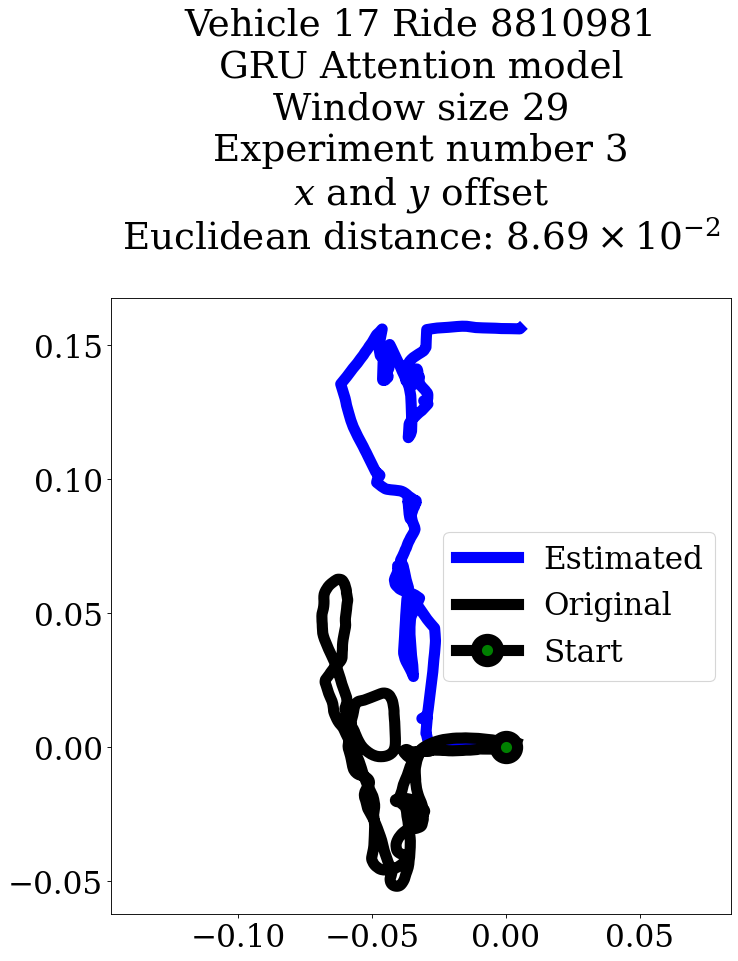 Vehicle 17 Ride 8810981
GRU Attention model
Window size 29
Experiment number 3
x and y offset
Euclidean distance: 8.69 × 10⁻²
0.15
0.10
0.05
0.00
−0.05
Estimated
Original
Start
−0.10 −0.05 0.00 0.05